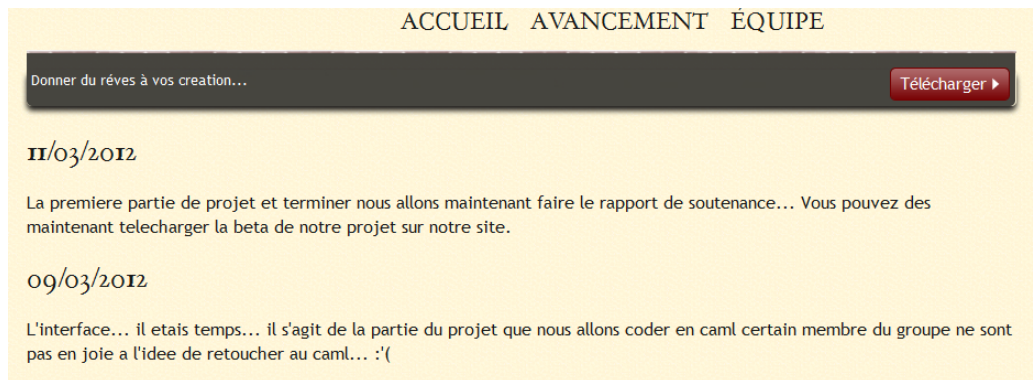 ACCUEIL AVANCEMENT ÉQUIPE
Donner du réves à vos creation...
Télécharger
11/03/2012
La premiere partie de projet et terminer nous allons maintenant faire le rapport de soutenance... Vous pouvez des
maintenant telecharger la beta de notre projet sur notre site.
09/03/2012
L'interface... il etais temps... il s'agit de la partie du projet que nous allons coder en caml certain membre du groupe ne sont
pas en joie a l'idee de retoucher au caml... :'(